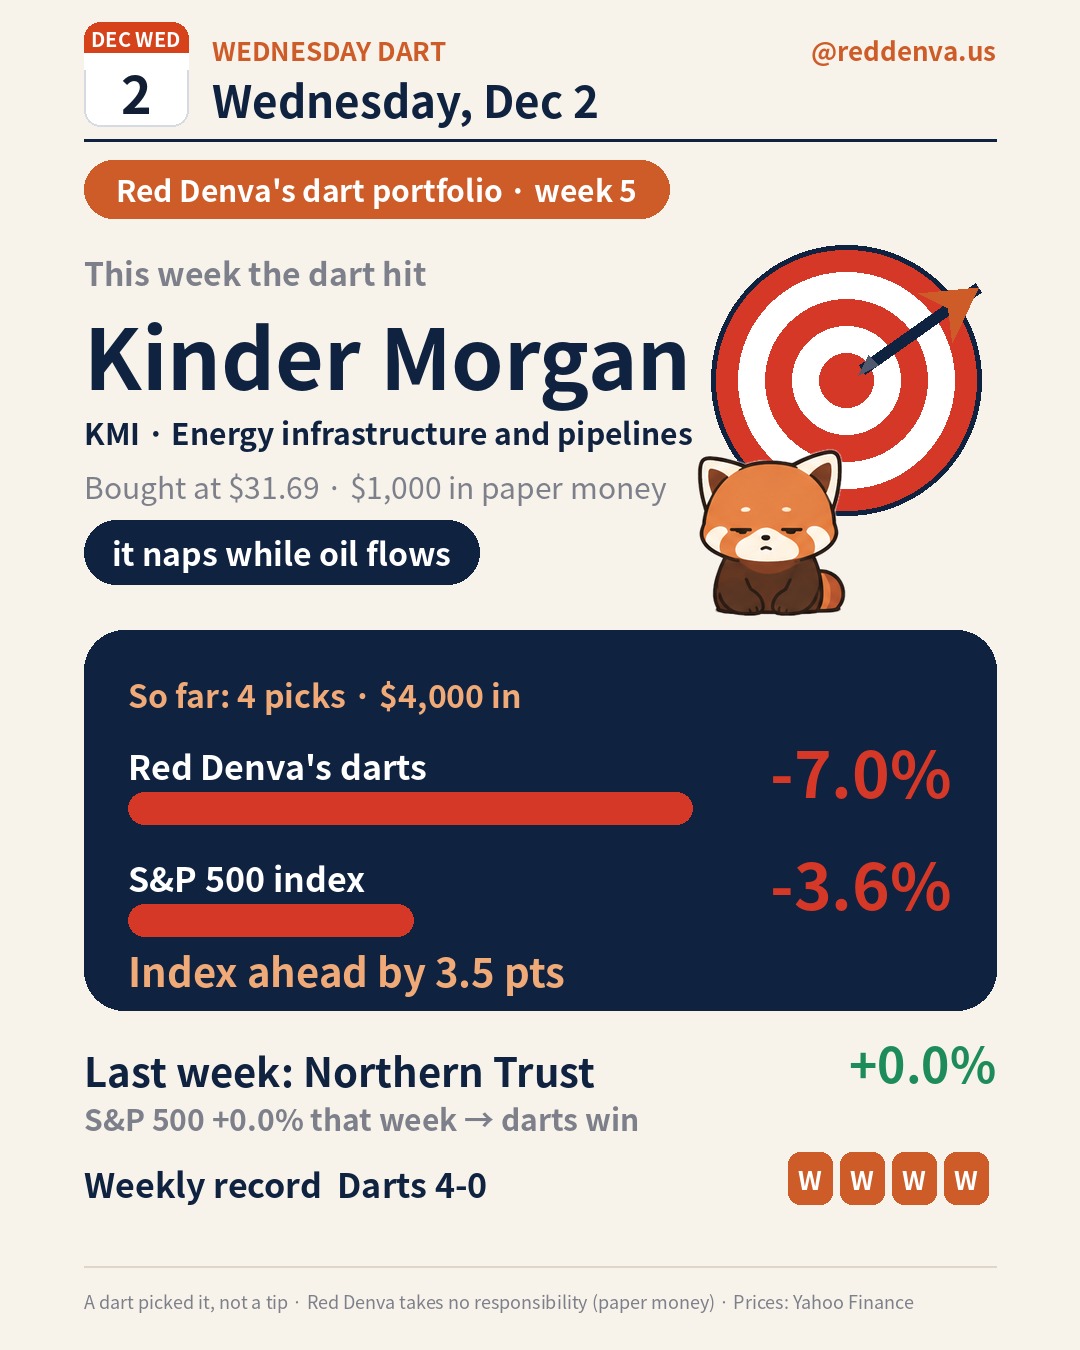 DEC WED
2
WEDNESDAY DART
Wednesday, Dec 2
@reddenva.us
Red Denva's dart portfolio · week 5
This week the dart hit
Kinder Morgan
KMI · Energy infrastructure and pipelines
Bought at $31.69 · $1,000 in paper money
it naps while oil flows
So far: 4 picks · $4,000 in
Red Denva's darts
-7.0%
S&P 500 index
-3.6%
Index ahead by 3.5 pts
Last week: Northern Trust
+0.0%
S&P 500 +0.0% that week → darts win
Weekly record Darts 4-0
W W W W
A dart picked it, not a tip · Red Denva takes no responsibility (paper money) · Prices: Yahoo Finance